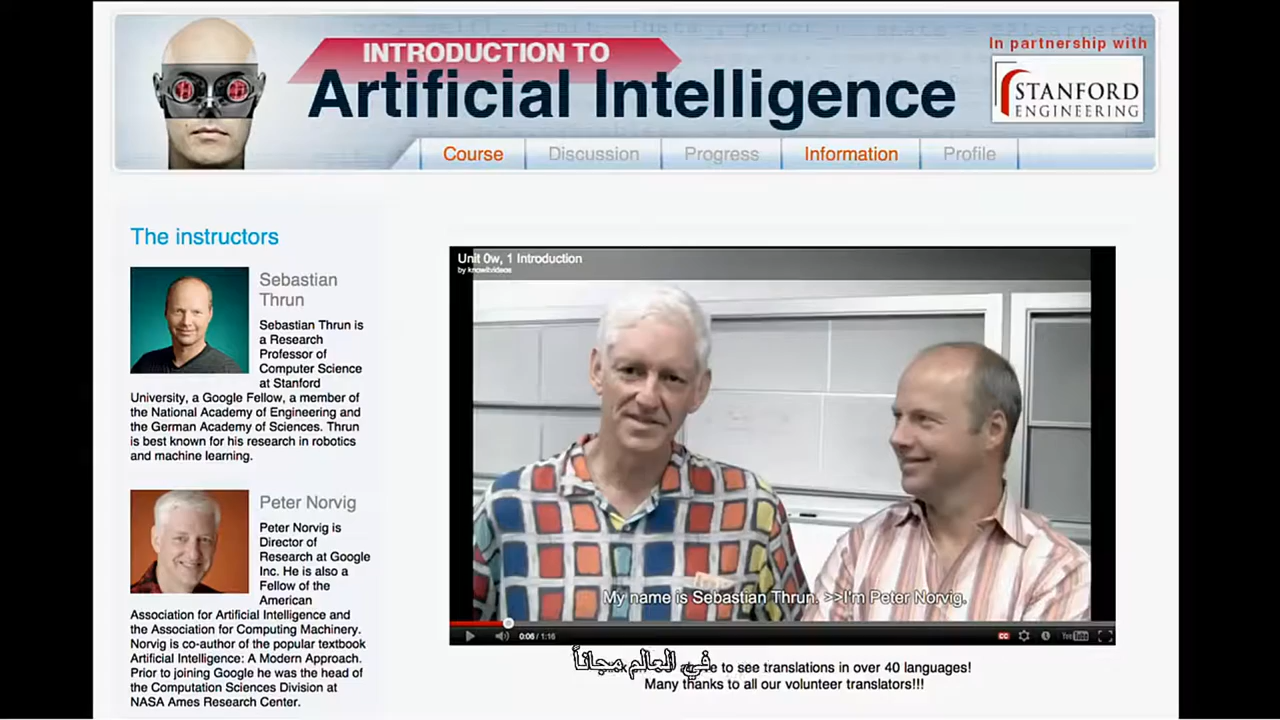 INTRODUCTION TO
Artificial Intelligence
In partnership with
STANFORD
ENGINEERING
Course
Discussion
Progress
Information
Profile
The instructors
Sebastian
Thrun
Sebastian Thrun is
a Research
Professor of
Computer Science
at Stanford
University, a Google Fellow, a member of
the National Academy of Engineering and
the German Academy of Sciences. Thrun
is best known for his research in robotics
and machine learning.
Peter Norvig
Peter Norvig is
Director of
Research at Google
Inc. He is also a
Fellow of the
American
Association for Artificial Intelligence and
the Association for Computing Machinery.
Norvig is co-author of the popular textbook
Artificial Intelligence: A Modern Approach.
Prior to joining Google he was the head of
the Computation Sciences Division at
NASA Ames Research Center.
Unit 0w, 1 Introduction
by knowitvideos
My name is Sebastian Thrun. >>I'm Peter Norvig.
0:06 / 1:16
CC
YouTube
في العالم مجاناً
to see translations in over 40 languages!
Many thanks to all our volunteer translators!!!